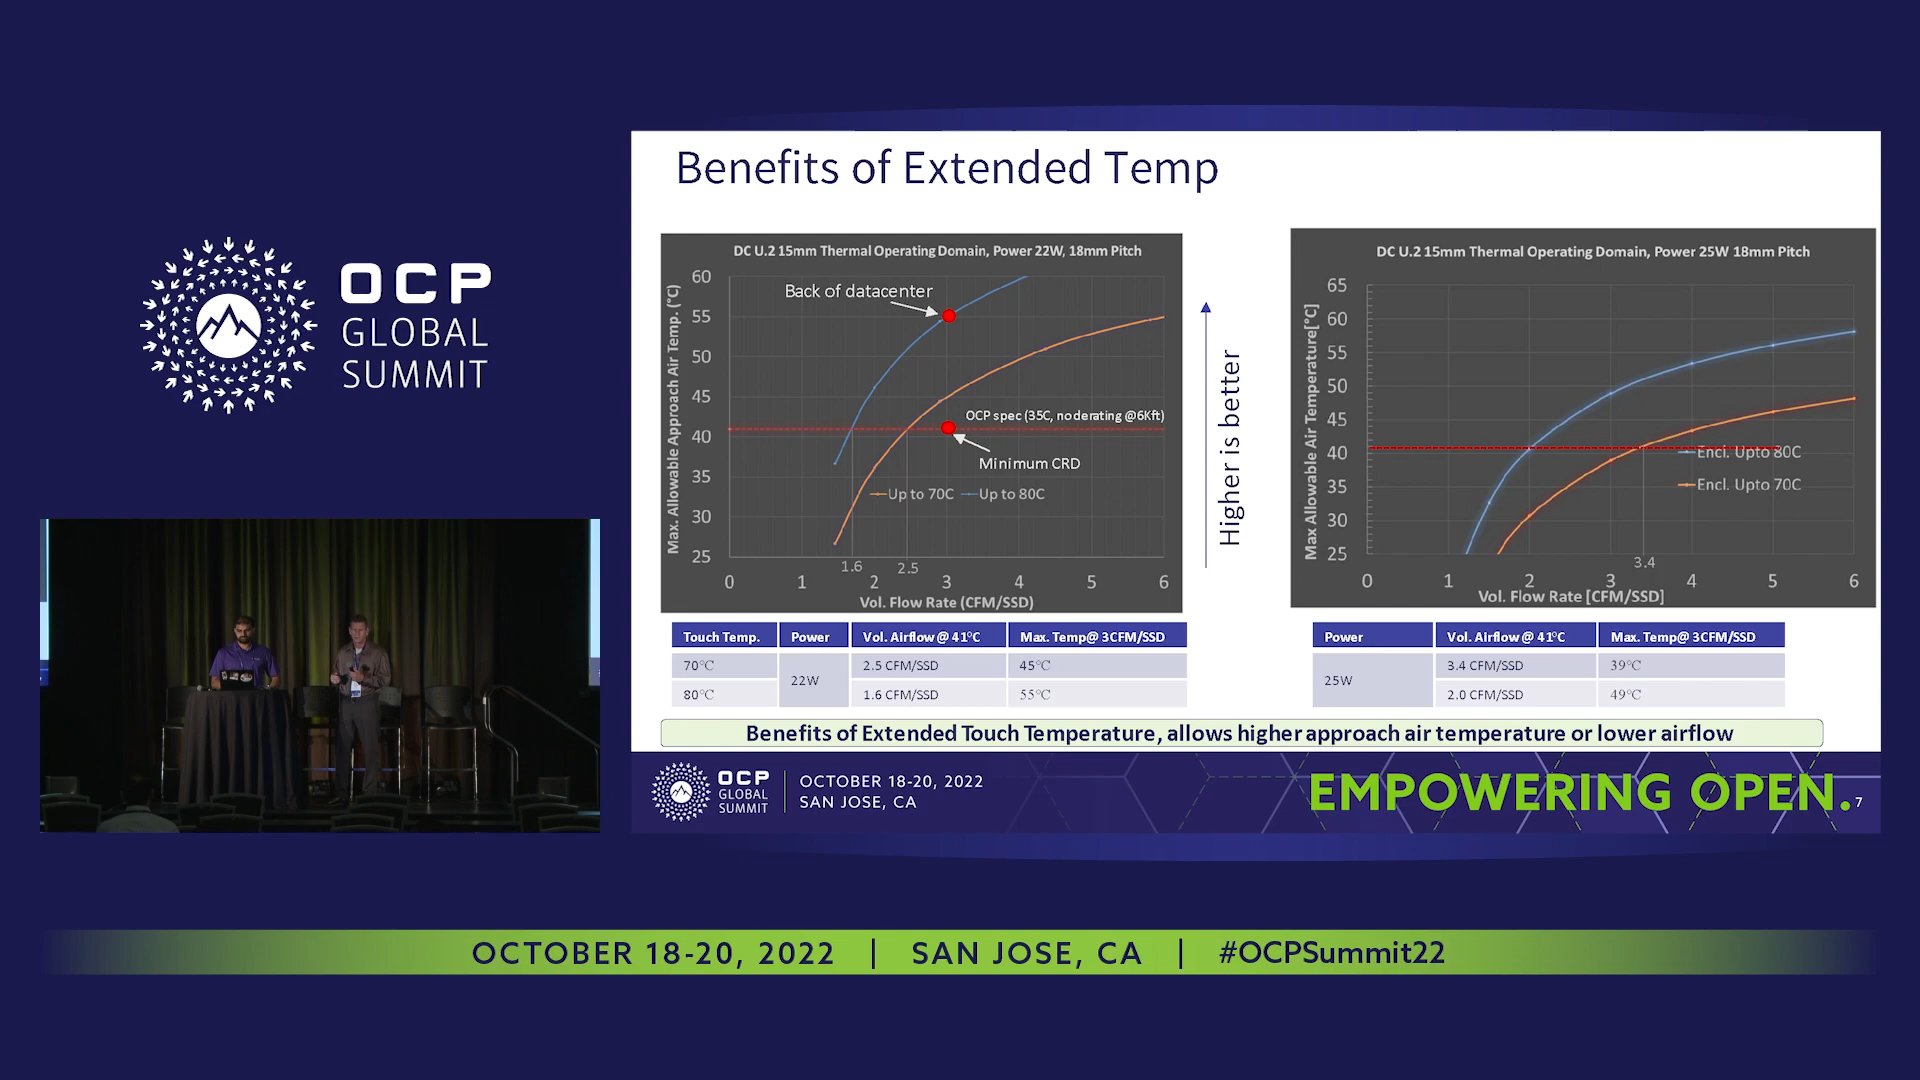 OCP
GLOBAL
SUMMIT
Benefits of Extended Temp
DC U.2 15mm Thermal Operating Domain, Power 22W, 18mm Pitch
Max. Allowable Approach Air Temp. (°C)
60
55
50
45
40
35
30
25
Back of datacenter
OCP spec (35C, no derating @6Kft)
Minimum CRD
Up to 70C
Up to 80C
1.6
2.5
0 1 2 3 4 5 6
Vol. Flow Rate (CFM/SSD)
Higher is better
DC U.2 15mm Thermal Operating Domain, Power 25W 18mm Pitch
Max Allowable Air Temperature[°C]
65
60
55
50
45
40
35
30
25
Encl. Upto 80C
Encl. Upto 70C
3.4
0 1 2 3 4 5 6
Vol. Flow Rate [CFM/SSD]
Touch Temp. Power Vol. Airflow @ 41°C Max. Temp@ 3CFM/SSD
70°C 22W 2.5 CFM/SSD 45°C
80°C 1.6 CFM/SSD 55°C
Power Vol. Airflow @ 41°C Max. Temp@ 3CFM/SSD
25W 3.4 CFM/SSD 39°C
2.0 CFM/SSD 49°C
Benefits of Extended Touch Temperature, allows higher approach air temperature or lower airflow
OCP
GLOBAL
SUMMIT
OCTOBER 18-20, 2022
SAN JOSE, CA
EMPOWERING OPEN.
7
OCTOBER 18-20, 2022 | SAN JOSE, CA | #OCPSummit22